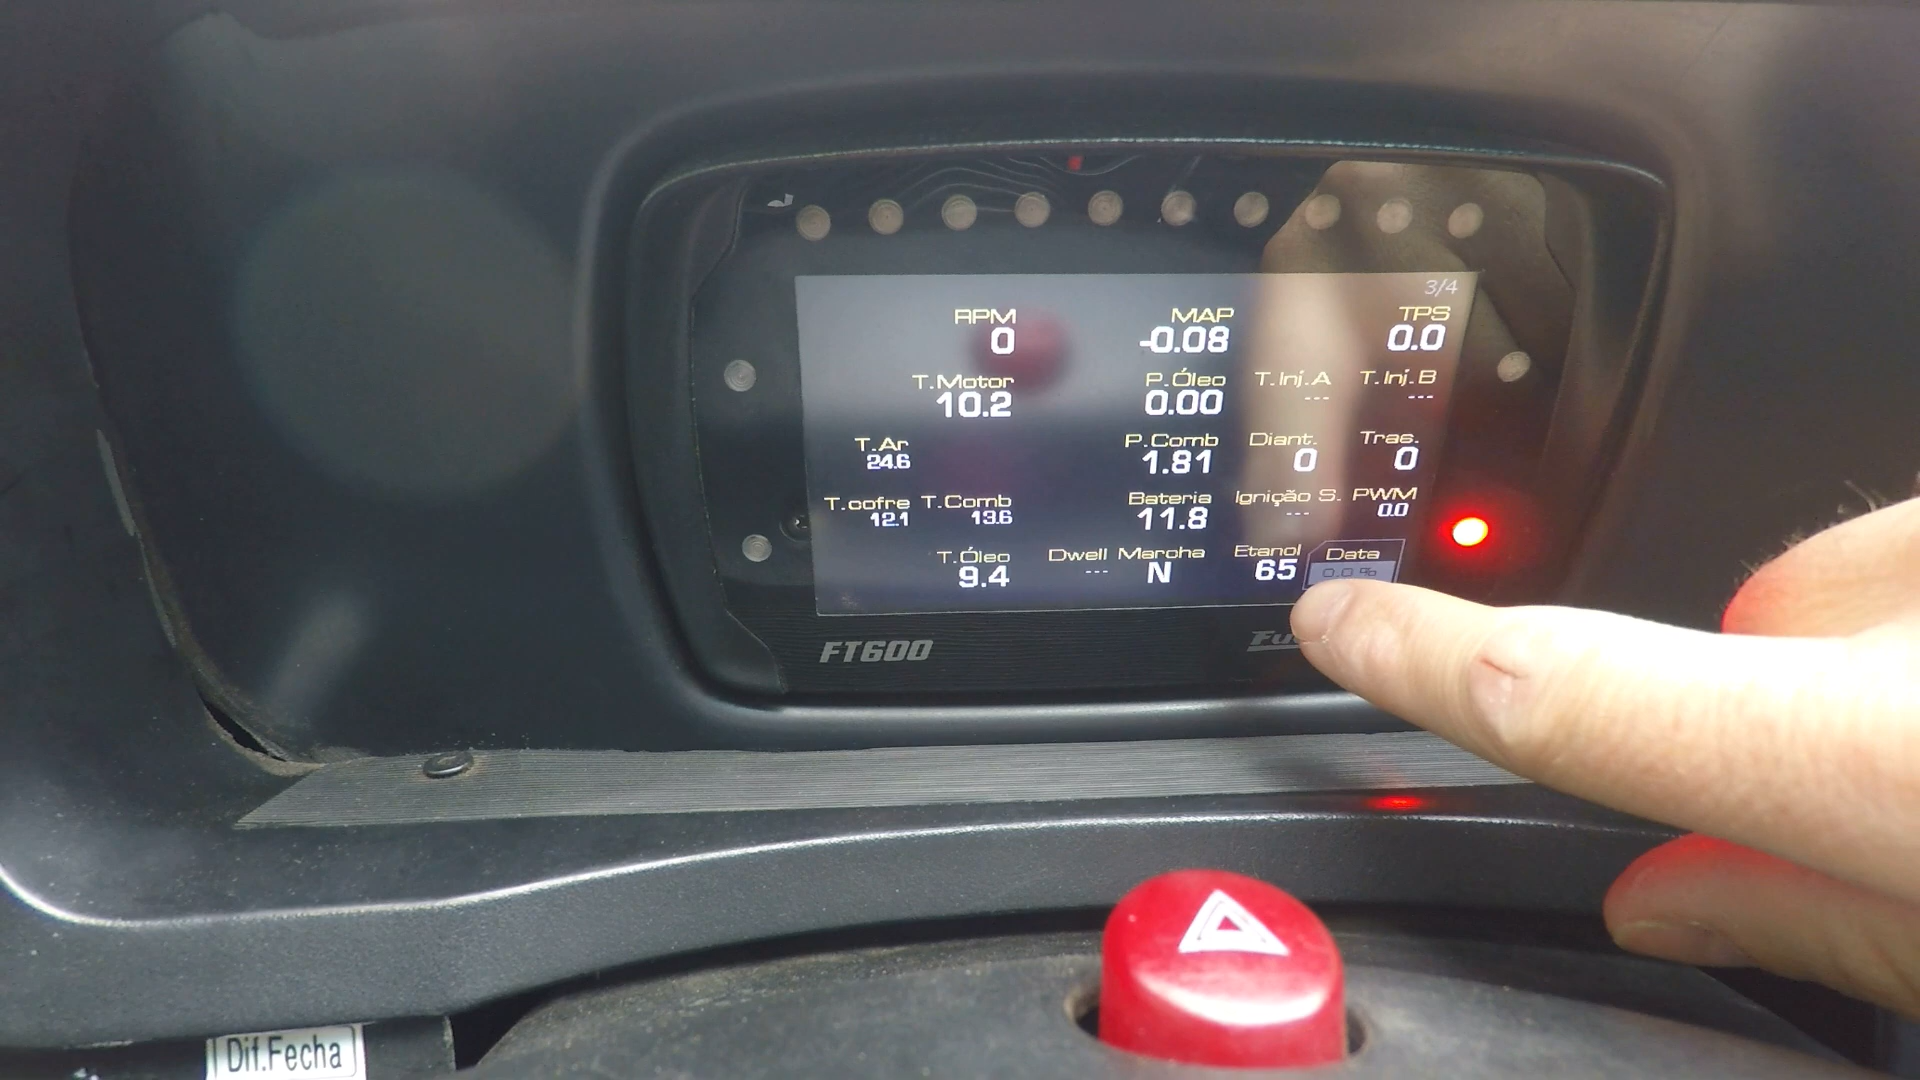 3/4
RPM MAP TPS
0 -0.08 0.0
T.Motor P.Óleo T.Inj.A T.Inj.B
10.2 0.00 --- ---
T.Ar P.Comb Diant. Tras.
24.6 1.81 0 0
T.cofre T.Comb Bateria Ignição S. PWM
12.1 13.6 11.8 --- 0.0
T.Óleo Dwell Marcha Etanol Data
9.4 --- N 65 0.0 %
FT600
Dif.Fecha